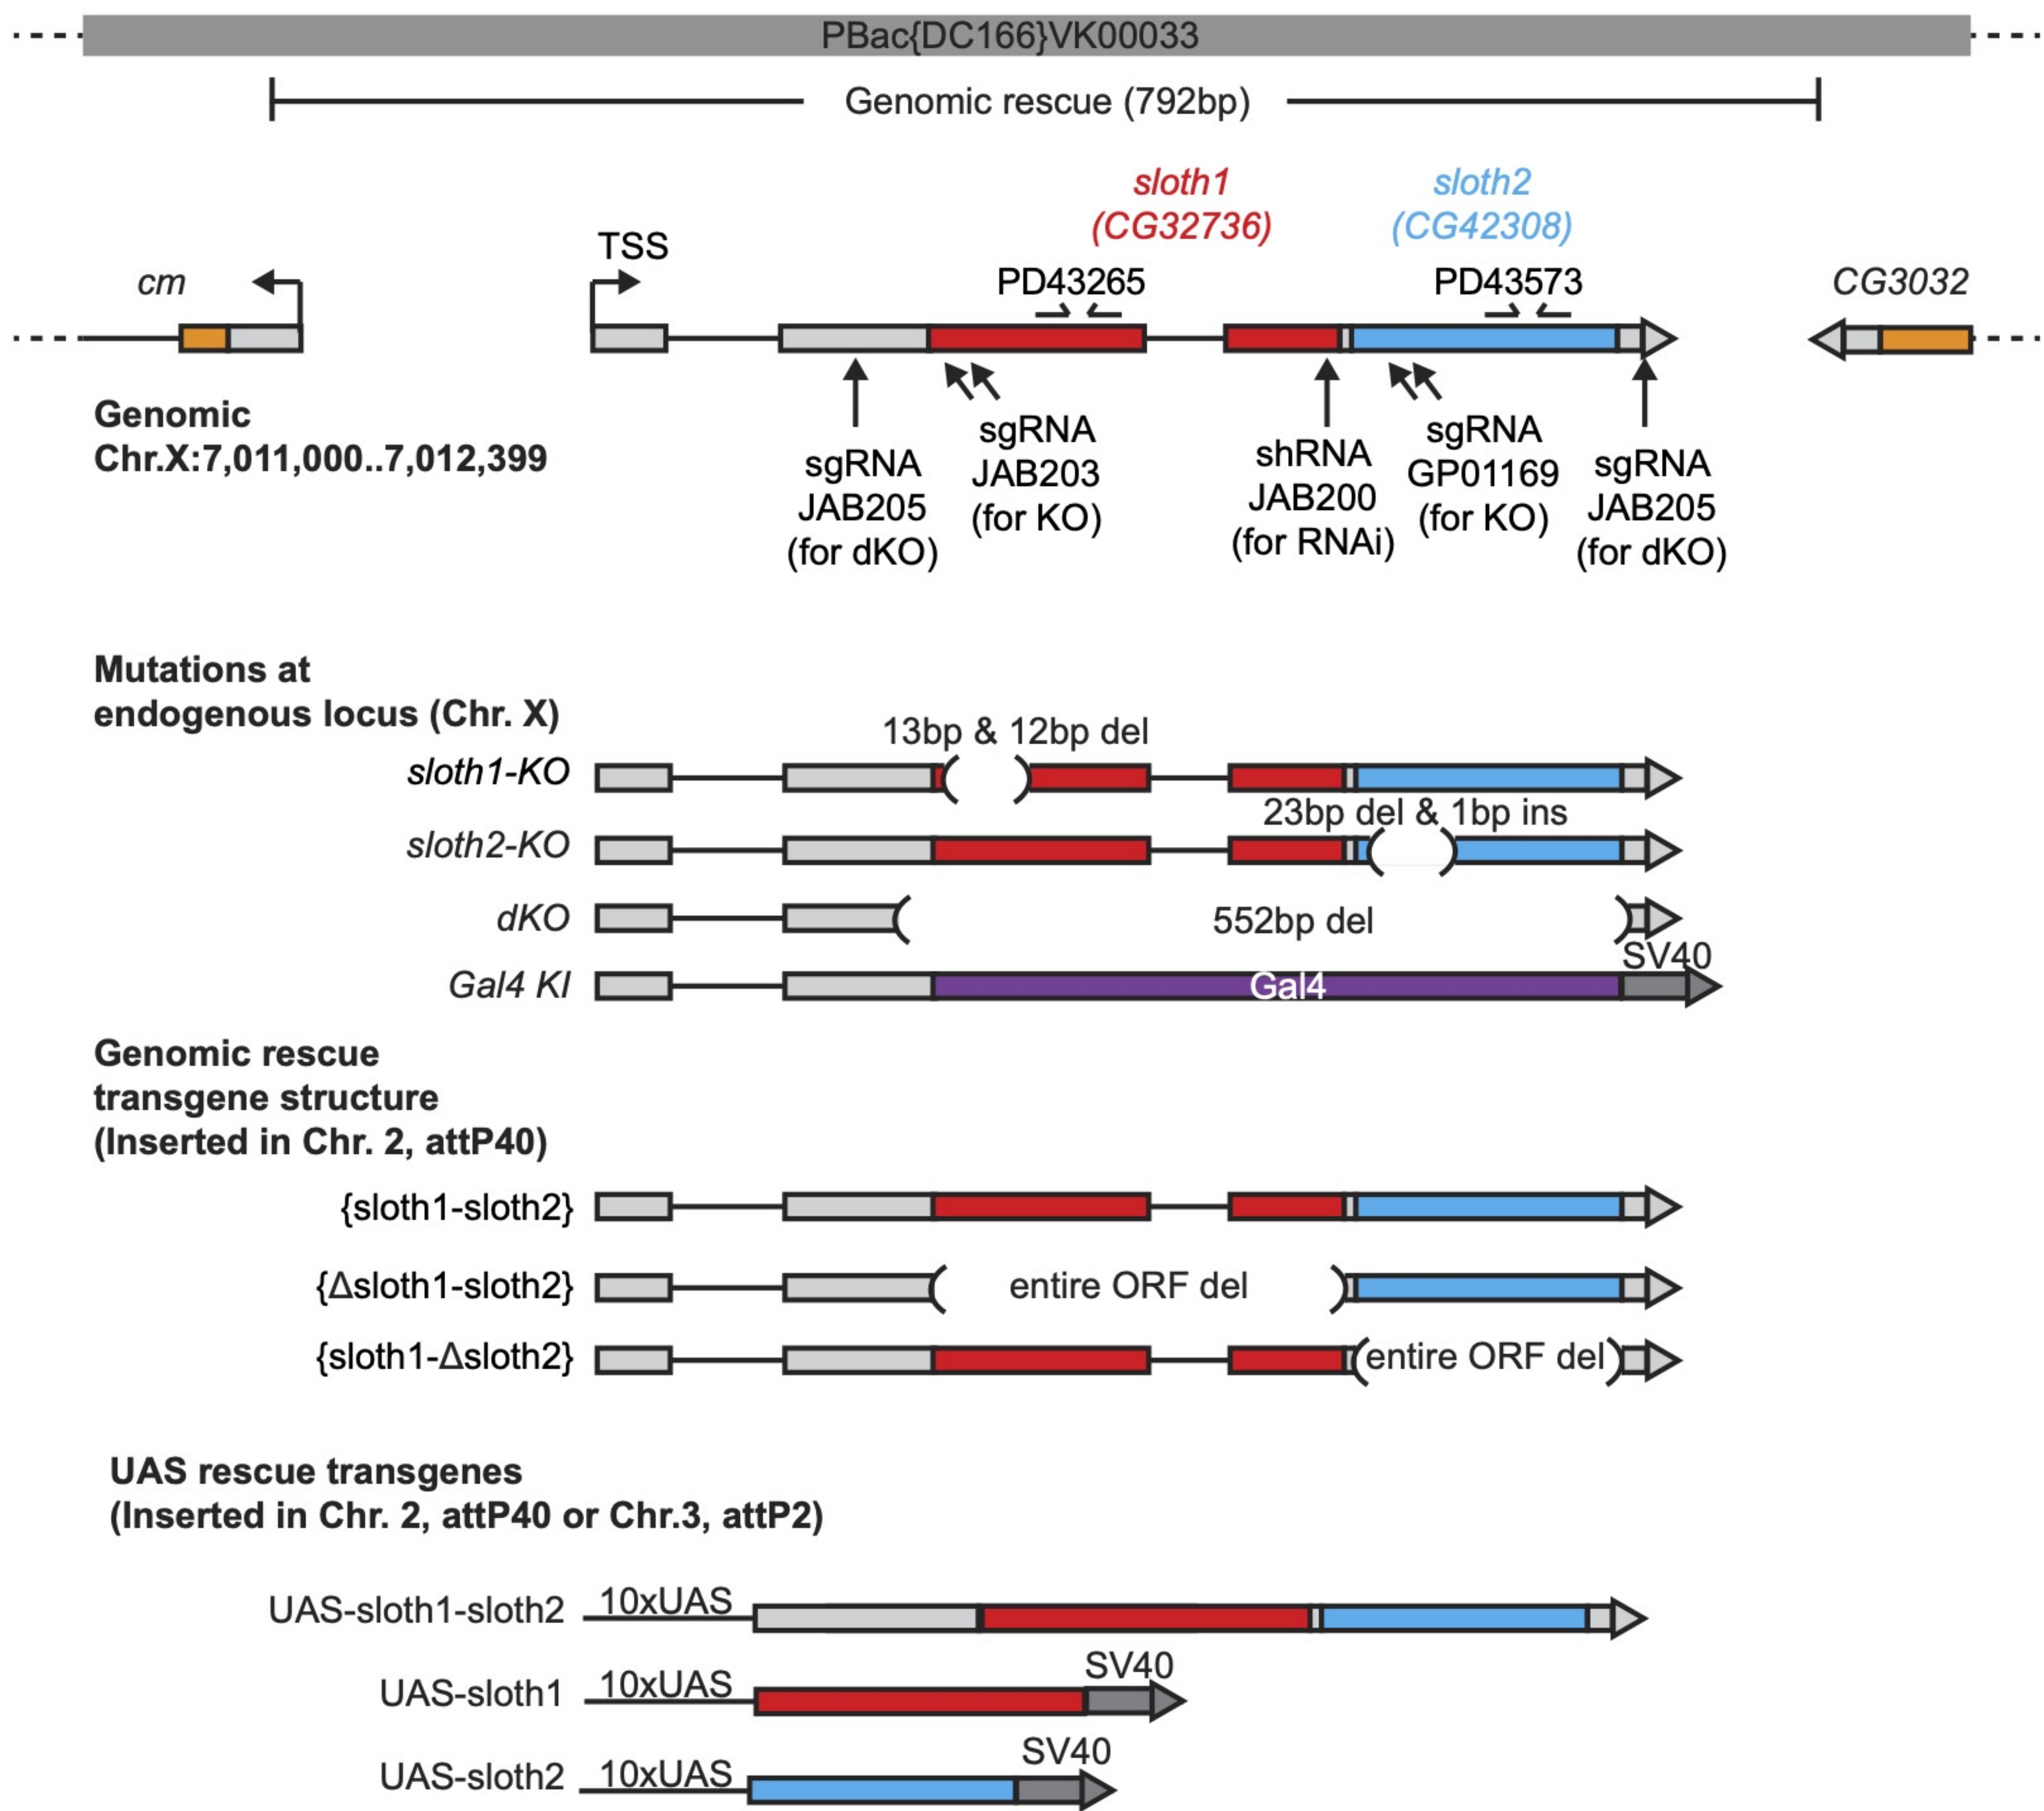 PBac{DC166}VK00033
Genomic rescue (792bp)
sloth1
(CG32736)
sloth2
(CG42308)
TSS
cm
PD43265
PD43573
CG3032
Genomic
Chr.X:7,011,000..7,012,399
sgRNA
JAB205
(for dKO)
sgRNA
JAB203
(for KO)
shRNA
JAB200
(for RNAi)
sgRNA
GP01169
(for KO)
sgRNA
JAB205
(for dKO)
Mutations at
endogenous locus (Chr. X)
13bp & 12bp del
sloth1-KO
23bp del & 1bp ins
sloth2-KO
dKO
552bp del
SV40
Gal4 KI
Gal4
Genomic rescue
transgene structure
(Inserted in Chr. 2, attP40)
{sloth1-sloth2}
{Δsloth1-sloth2}
entire ORF del
{sloth1-Δsloth2}
entire ORF del
UAS rescue transgenes
(Inserted in Chr. 2, attP40 or Chr.3, attP2)
UAS-sloth1-sloth2
10xUAS
UAS-sloth1
10xUAS
SV40
UAS-sloth2
10xUAS
SV40